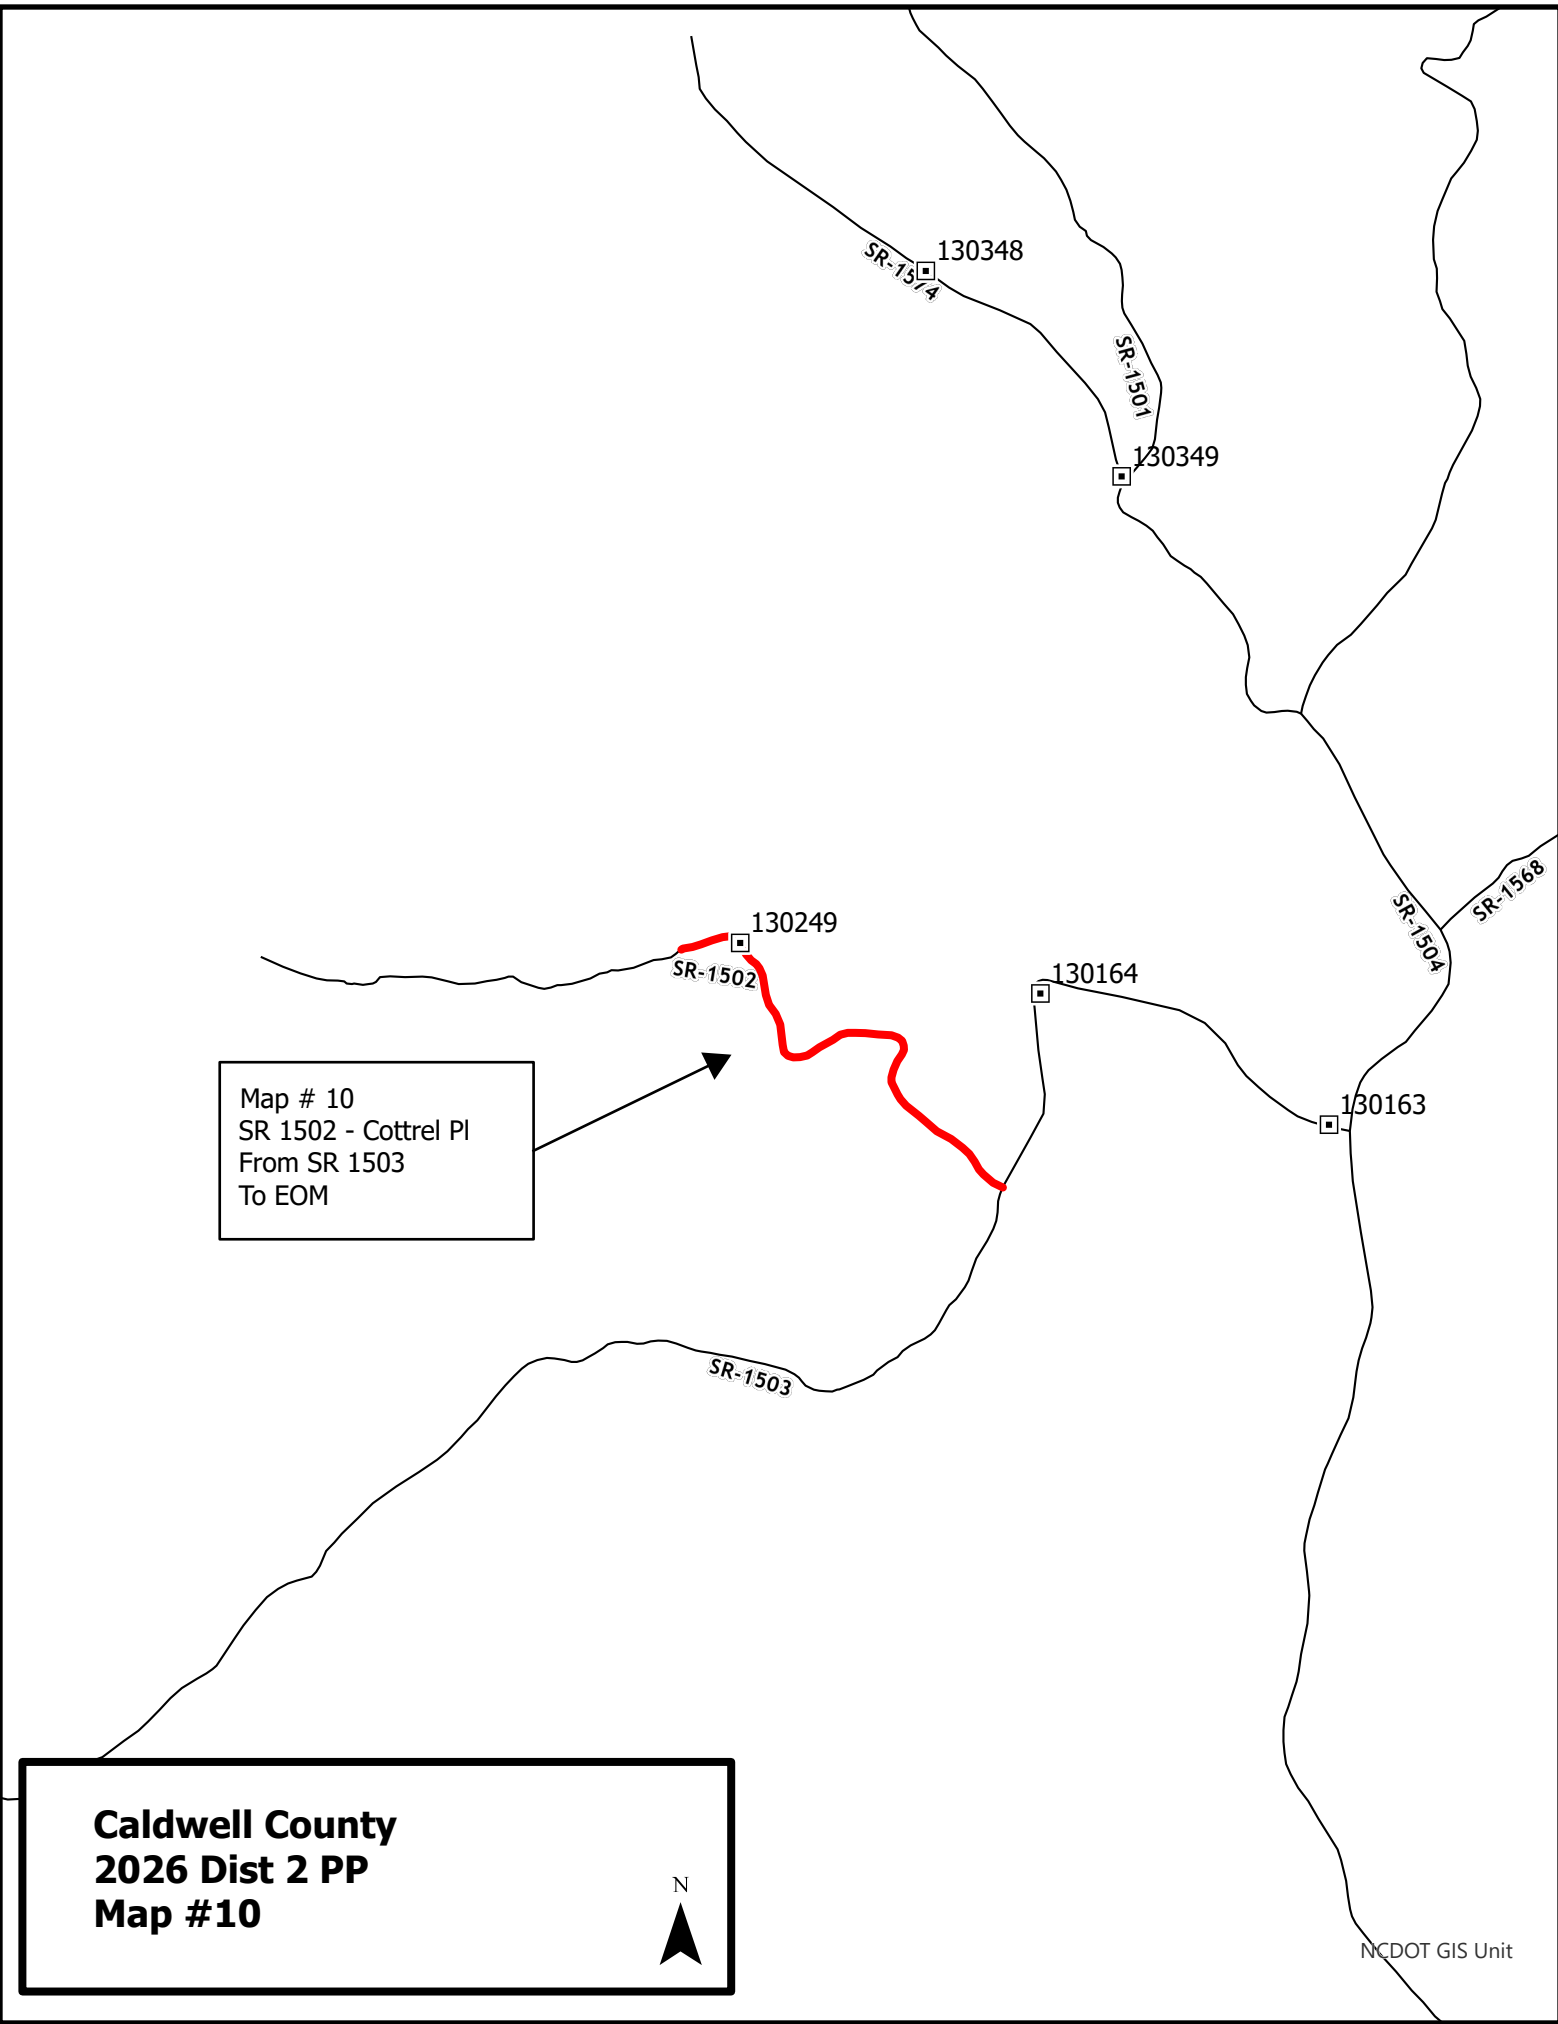 130348
SR-1574
SR-1501
130349
SR-1568
SR-1504
130249
SR-1502
130164
130163
Map # 10
SR 1502 - Cottrel Pl
From SR 1503
To EOM
SR-1503
Caldwell County
2026 Dist 2 PP
Map #10
N
NCDOT GIS Unit